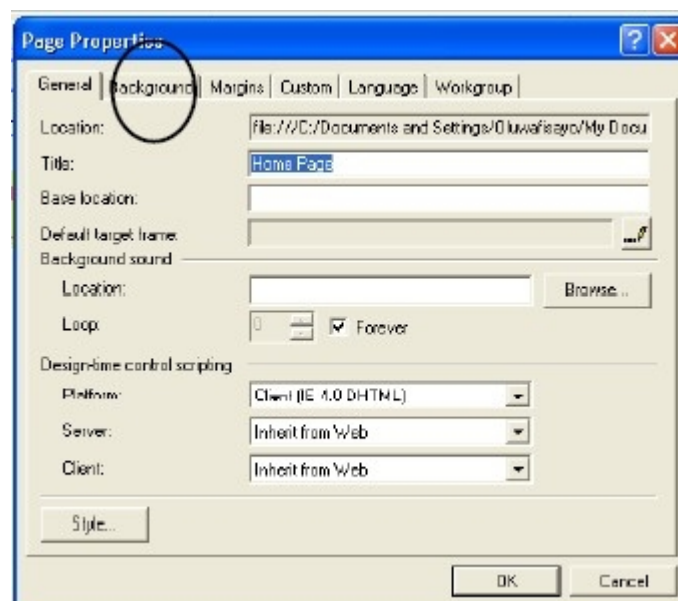 Page Properties
General Background Margins Custom Language Workgroup
Location: file:///C:/Documents and Settings/Oluwafisayo/My Docu
Title: Home Page
Base location:
Default target frame: ...
Background sound
Location: Browse...
Loop: 0 Forever
Design-time control scripting
Platform: Client (IE 4.0 DHTML)
Server: Inherit from Web
Client: Inherit from Web
Style...
OK Cancel